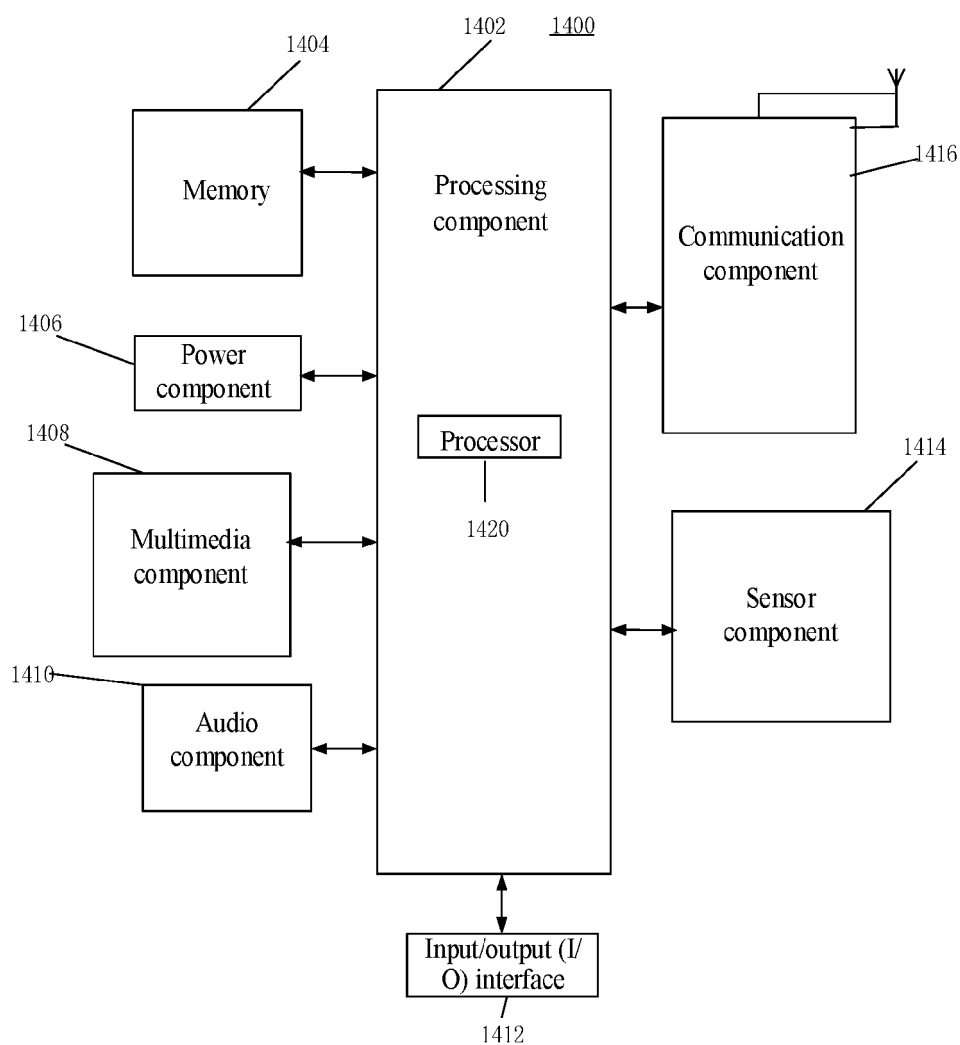 1402
1400
1404
Memory
Processing
component
1416
Communication
component
1406
Power
component
Processor
1420
1408
Multimedia
component
1414
Sensor
component
1410
Audio
component
Input/output (I/
O) interface
1412